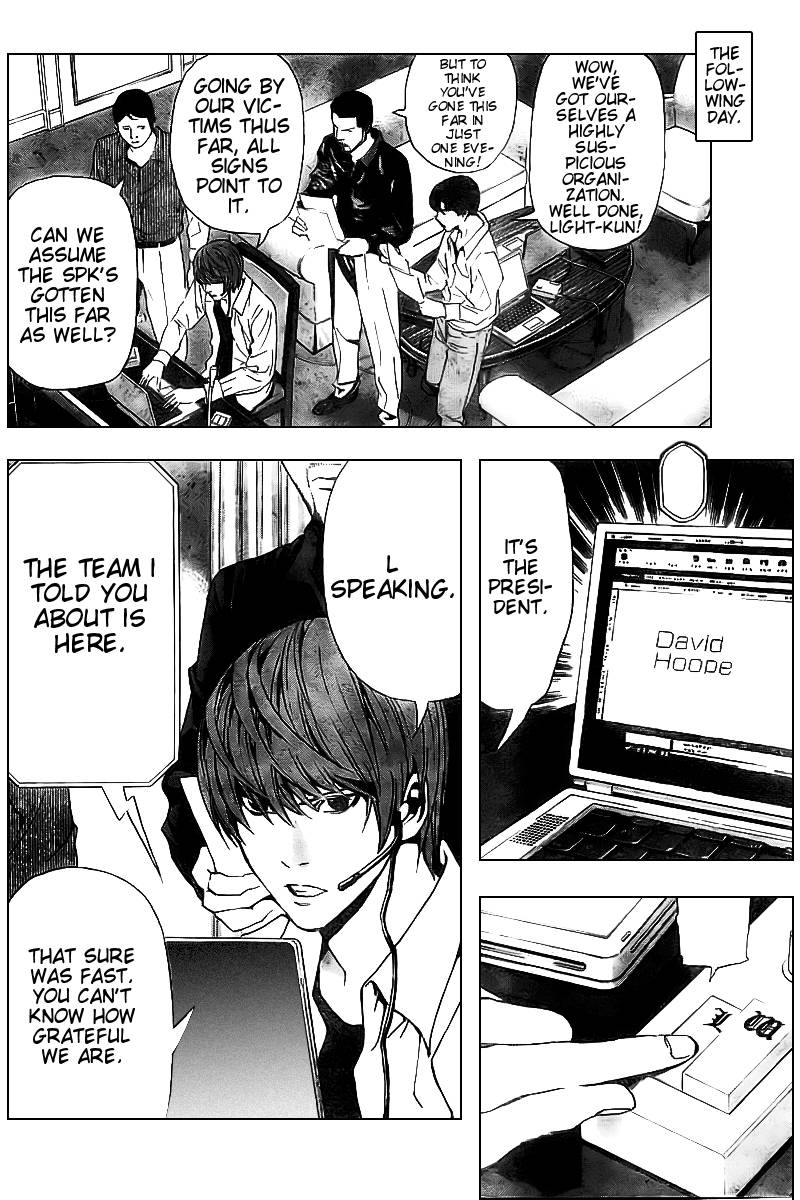 THE
FOL-
LOW-
WING
DAY.
WOW,
WE'VE
GOT OUR-
SELVES A
HIGHLY
SUS-
PICIOUS
ORGANI-
ZATION.
WELL DONE,
LIGHT-KUN!
BUT TO
THINK
YOU'VE
GONE THIS
FAR IN
JUST
ONE EVE-
NING!
GOING BY
OUR VIC-
TIMS THUS
FAR, ALL
SIGNS
POINT TO
IT.
CAN WE
ASSUME
THE SPK'S
GOTTEN
THIS FAR
AS WELL?
IT'S
THE
PRESI-
DENT.
David
Hoope
L W
L
SPEAKING.
THE TEAM I
TOLD YOU
ABOUT IS
HERE.
THAT SURE
WAS FAST.
YOU CAN'T
KNOW HOW
GRATEFUL
WE ARE.